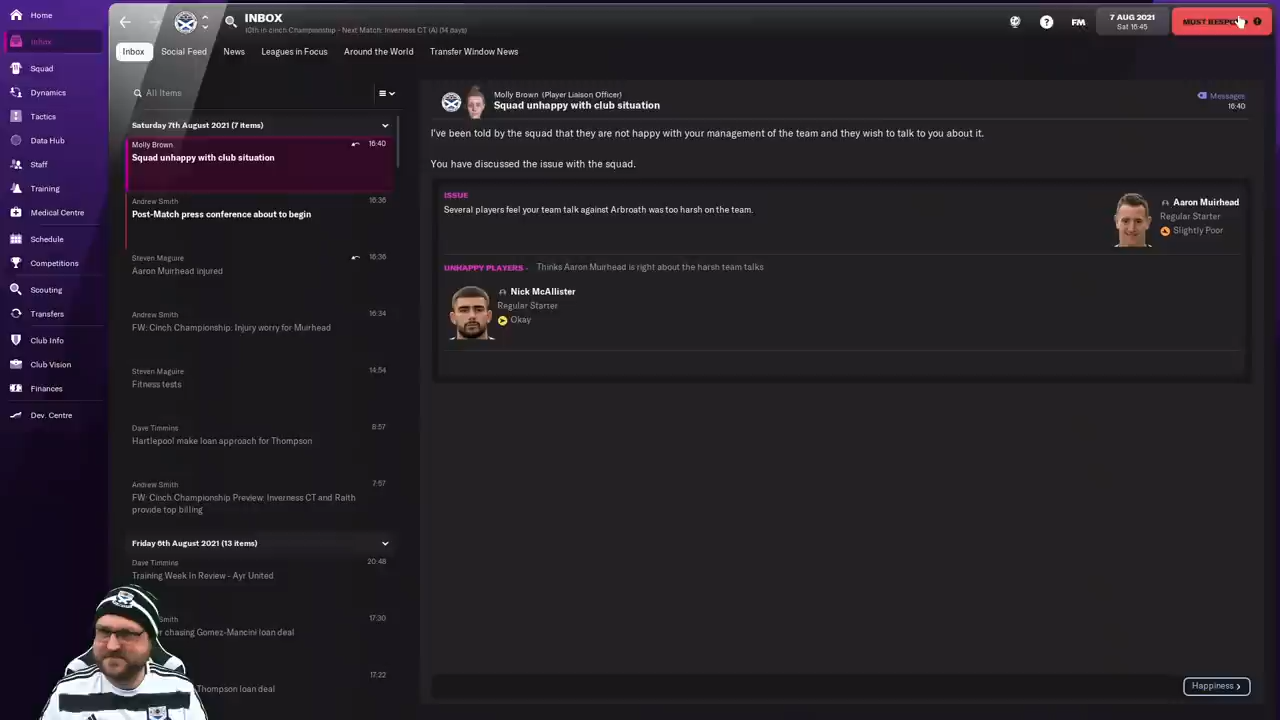 Home
Inbox
Squad
Dynamics
Tactics
Data Hub
Staff
Training
Medical Centre
Schedule
Competitions
Scouting
Transfers
Club Info
Club Vision
Finances
Dev. Centre
INBOX
10th in cinch Championship - Next Match: Inverness CT (A) (14 days)
FM
7 AUG 2021
Sat 16:45
MUST RESPOND
Inbox
Social Feed
News
Leagues in Focus
Around the World
Transfer Window News
All Items
Saturday 7th August 2021 (7 items)
Molly Brown
16:40
Squad unhappy with club situation
Andrew Smith
16:36
Post-Match press conference about to begin
Steven Maguire
16:36
Aaron Muirhead injured
Andrew Smith
16:34
FW: Cinch Championship: Injury worry for Muirhead
Steven Maguire
14:54
Fitness tests
Dave Timmins
8:57
Hartlepool make loan approach for Thompson
Andrew Smith
7:57
FW: Cinch Championship Preview: Inverness CT and Raith
provide top billing
Friday 6th August 2021 (13 items)
Dave Timmins
20:48
Training Week In Review - Ayr United
Smith
17:30
chasing Gomez-Mancini loan deal
17:22
Thompson loan deal
Molly Brown (Player Liaison Officer)
Squad unhappy with club situation
Messages
16:40
I've been told by the squad that they are not happy with your management of the team and they wish to talk to you about it.
You have discussed the issue with the squad.
ISSUE
Several players feel your team talk against Arbroath was too harsh on the team.
Aaron Muirhead
Regular Starter
Slightly Poor
UNHAPPY PLAYERS - Thinks Aaron Muirhead is right about the harsh team talks
Nick McAllister
Regular Starter
Okay
Happiness